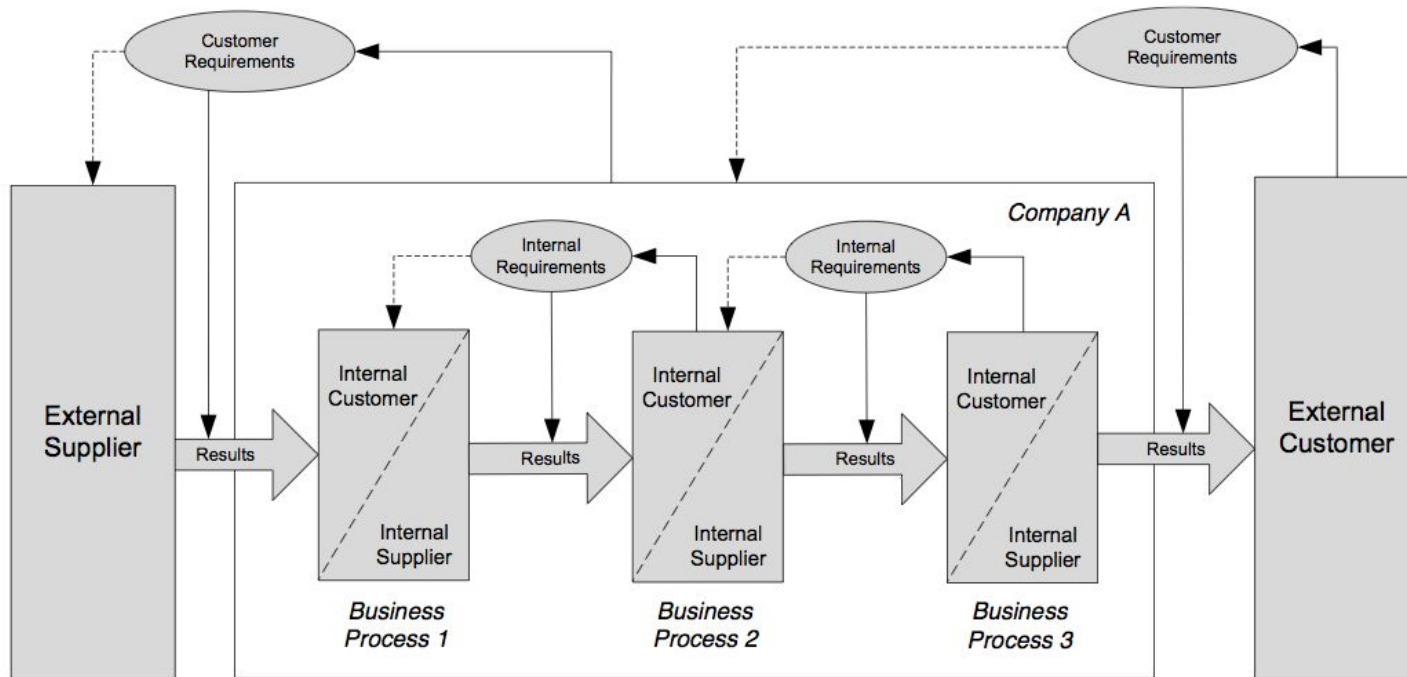 Customer
Requirements
Customer
Requirements
Company A
Internal
Requirements
Internal
Requirements
External
Supplier
Results
Internal
Customer
Internal
Supplier
Results
Internal
Customer
Internal
Supplier
Results
Internal
Customer
Internal
Supplier
Results
External
Customer
Business
Process 1
Business
Process 2
Business
Process 3